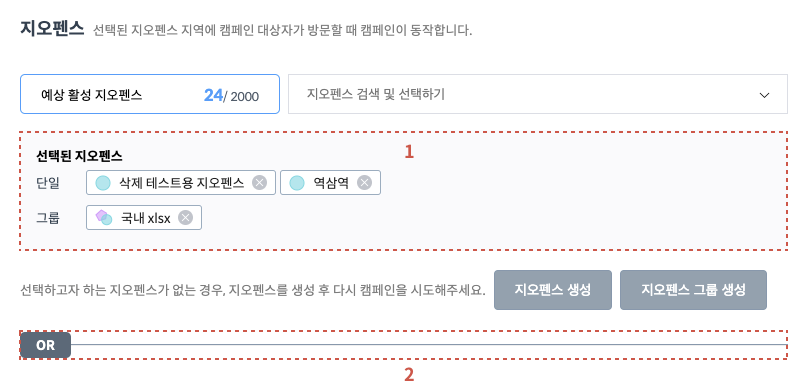 지오펜스 선택된 지오펜스 지역에 캠페인 대상자가 방문할 때 캠페인이 동작합니다.
예상 활성 지오펜스 24/ 2000 지오펜스 검색 및 선택하기
선택된 지오펜스 1
단일 삭제 테스트용 지오펜스 역삼역
그룹 국내 xlsx
선택하고자 하는 지오펜스가 없는 경우, 지오펜스를 생성 후 다시 캠페인을 시도해주세요. 지오펜스 생성 지오펜스 그룹 생성
OR
2